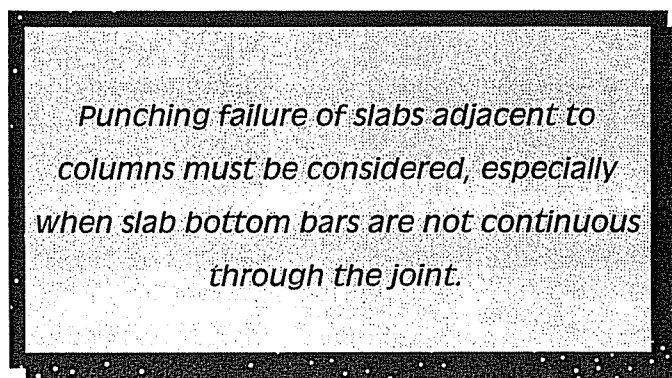 Punching failure of slabs adjacent to
columns must be considered, especially
when slab bottom bars are not continuous
through the joint.